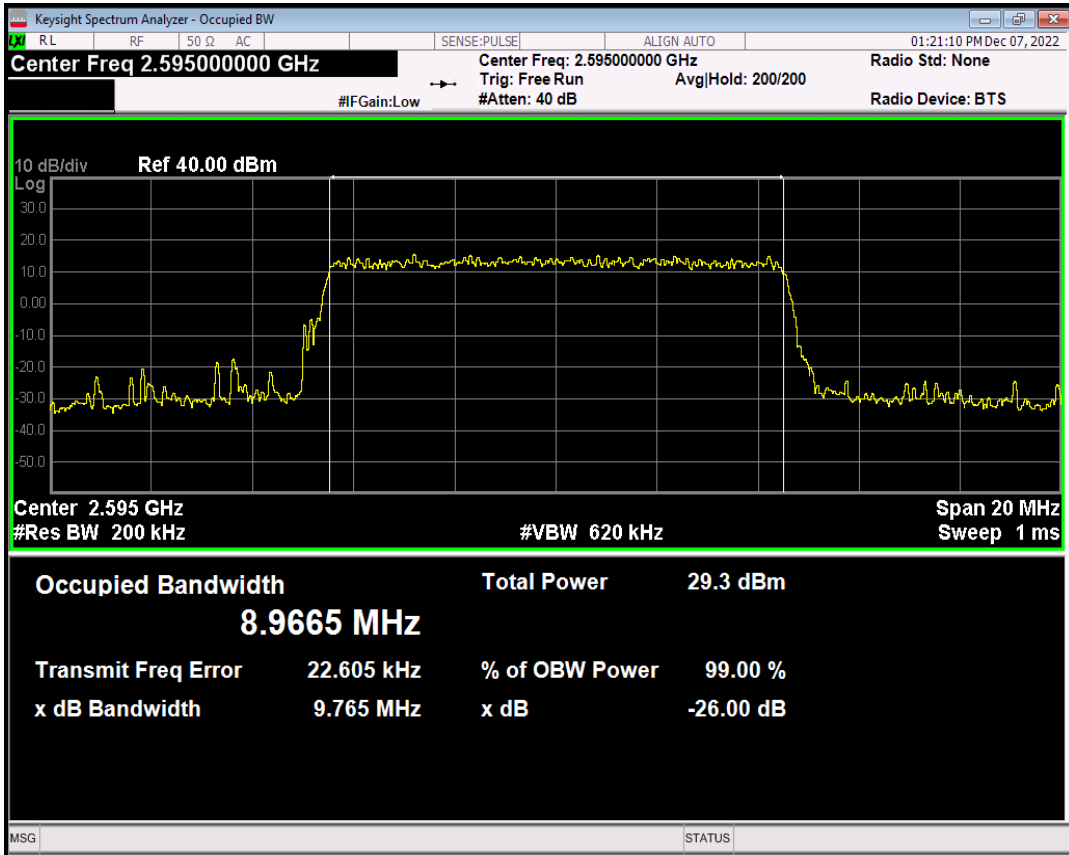 Keysight Spectrum Analyzer - Occupied BW
LXI RL RF 50 Ω AC SENSE:PULSE ALIGN AUTO 01:21:10 PM Dec 07, 2022
Center Freq 2.595000000 GHz Center Freq: 2.595000000 GHz Radio Std: None
Trig: Free Run Avg|Hold: 200/200
#IFGain:Low #Atten: 40 dB Radio Device: BTS
10 dB/div Ref 40.00 dBm
Log
30.0
20.0
10.0
0.00
-10.0
-20.0
-30.0
-40.0
-50.0
Center 2.595 GHz Span 20 MHz
#Res BW 200 kHz #VBW 620 kHz Sweep 1 ms
Occupied Bandwidth Total Power 29.3 dBm
8.9665 MHz
Transmit Freq Error 22.605 kHz % of OBW Power 99.00 %
x dB Bandwidth 9.765 MHz x dB -26.00 dB
MSG STATUS